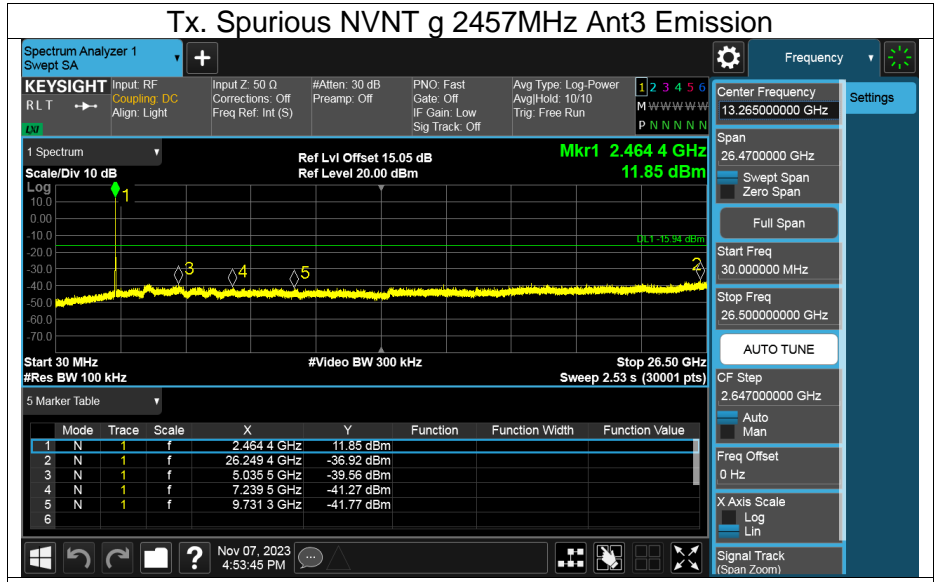 Tx. Spurious NVNT g 2457MHz Ant3 Emission
Spectrum Analyzer 1
Swept SA
+
Frequency
KEYSIGHT
RLT
LXI
Input: RF
Coupling: DC
Align: Light
Input Z: 50 Ω
Corrections: Off
Freq Ref: Int (S)
#Atten: 30 dB
Preamp: Off
PNO: Fast
Gate: Off
IF Gain: Low
Sig Track: Off
Avg Type: Log-Power
Avg|Hold: 10/10
Trig: Free Run
1 2 3 4 5 6
M W W W W W
P N N N N N
1 Spectrum
Scale/Div 10 dB
Ref Lvl Offset 15.05 dB
Ref Level 20.00 dBm
Mkr1 2.464 4 GHz
11.85 dBm
Log
10.0
0.00
-10.0
-20.0
-30.0
-40.0
-50.0
-60.0
-70.0
1
3
4
5
2
DL1 -15.94 dBm
Start 30 MHz
#Video BW 300 kHz
Stop 26.50 GHz
#Res BW 100 kHz
Sweep 2.53 s (30001 pts)
5 Marker Table
Mode Trace Scale X Y Function Function Width Function Value
1 N 1 f 2.464 4 GHz 11.85 dBm
2 N 1 f 26.249 4 GHz -36.92 dBm
3 N 1 f 5.035 5 GHz -39.56 dBm
4 N 1 f 7.239 5 GHz -41.27 dBm
5 N 1 f 9.731 3 GHz -41.77 dBm
6
?
Nov 07, 2023
4:53:45 PM
Center Frequency
13.265000000 GHz
Settings
Span
26.4700000 GHz
Swept Span
Zero Span
Full Span
Start Freq
30.000000 MHz
Stop Freq
26.500000000 GHz
AUTO TUNE
CF Step
2.647000000 GHz
Auto
Man
Freq Offset
0 Hz
X Axis Scale
Log
Lin
Signal Track
(Span Zoom)